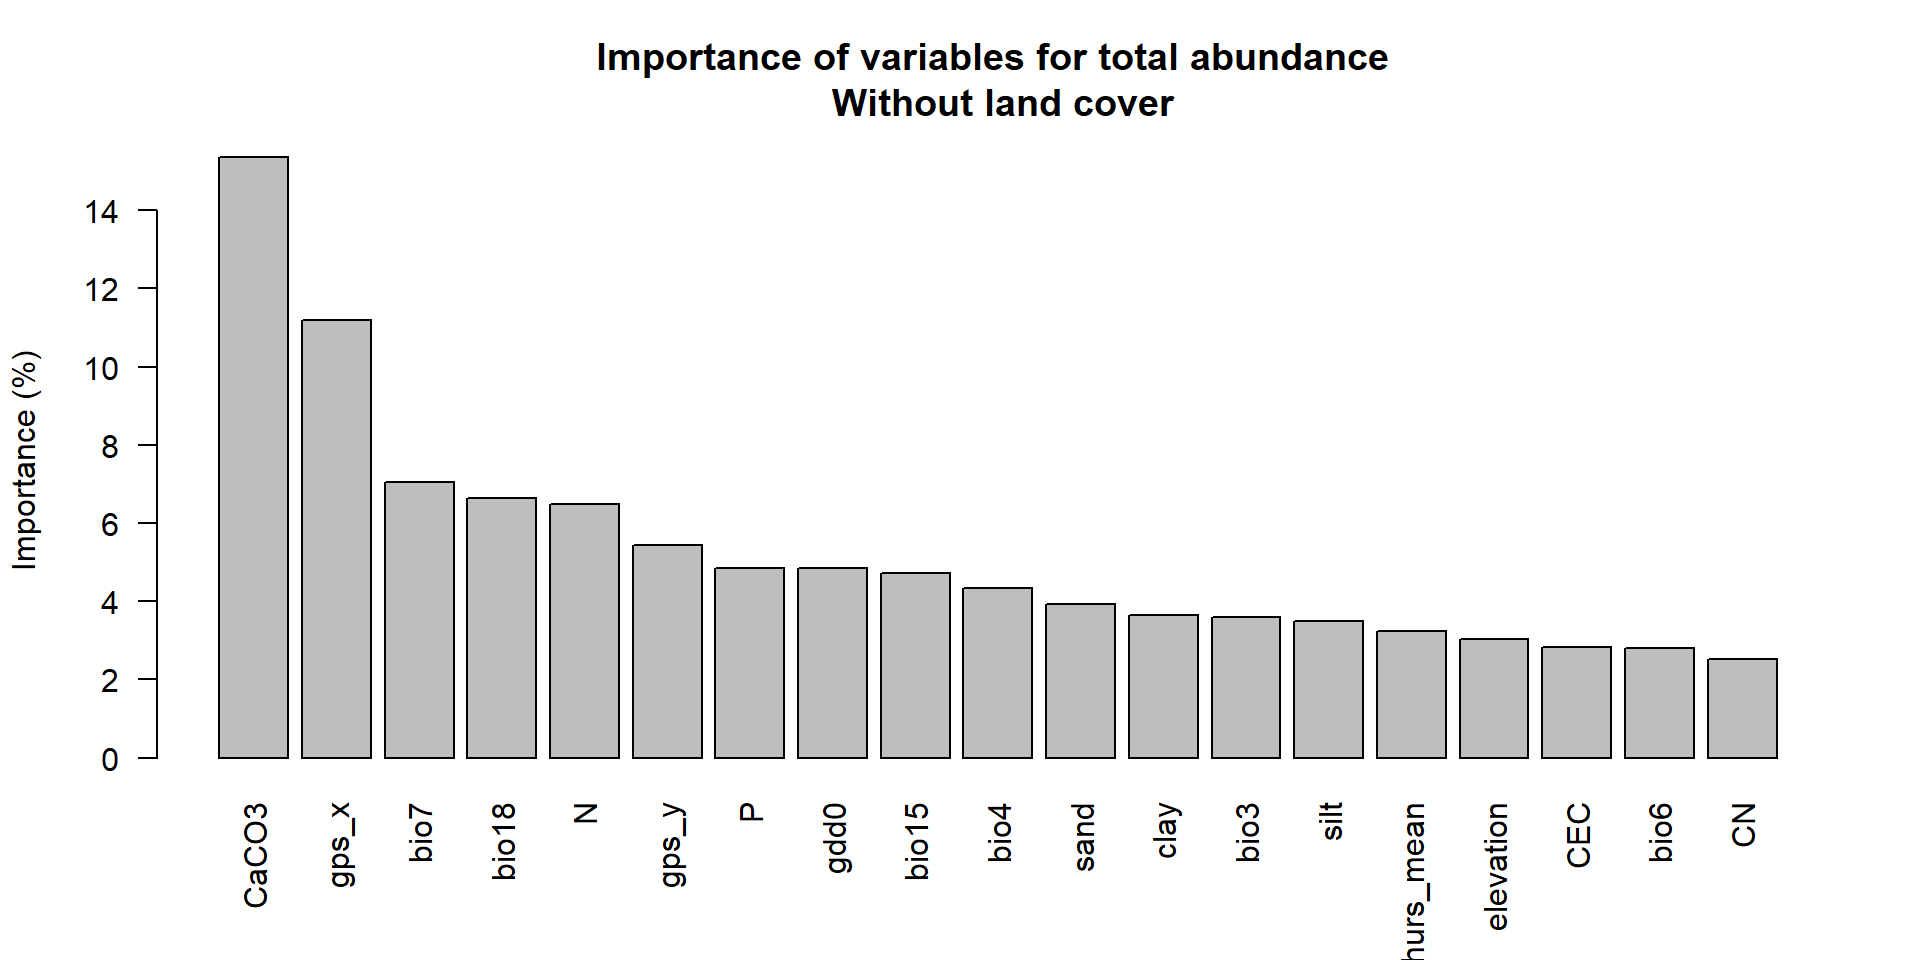 Importance of variables for total abundance
Without land cover
Importance (%)
14
12
10
8
6
4
2
0
CaCO3
gps_x
bio7
bio18
N
gps_y
P
gdd0
bio15
bio4
sand
clay
bio3
silt
hurs_mean
elevation
CEC
bio6
CN